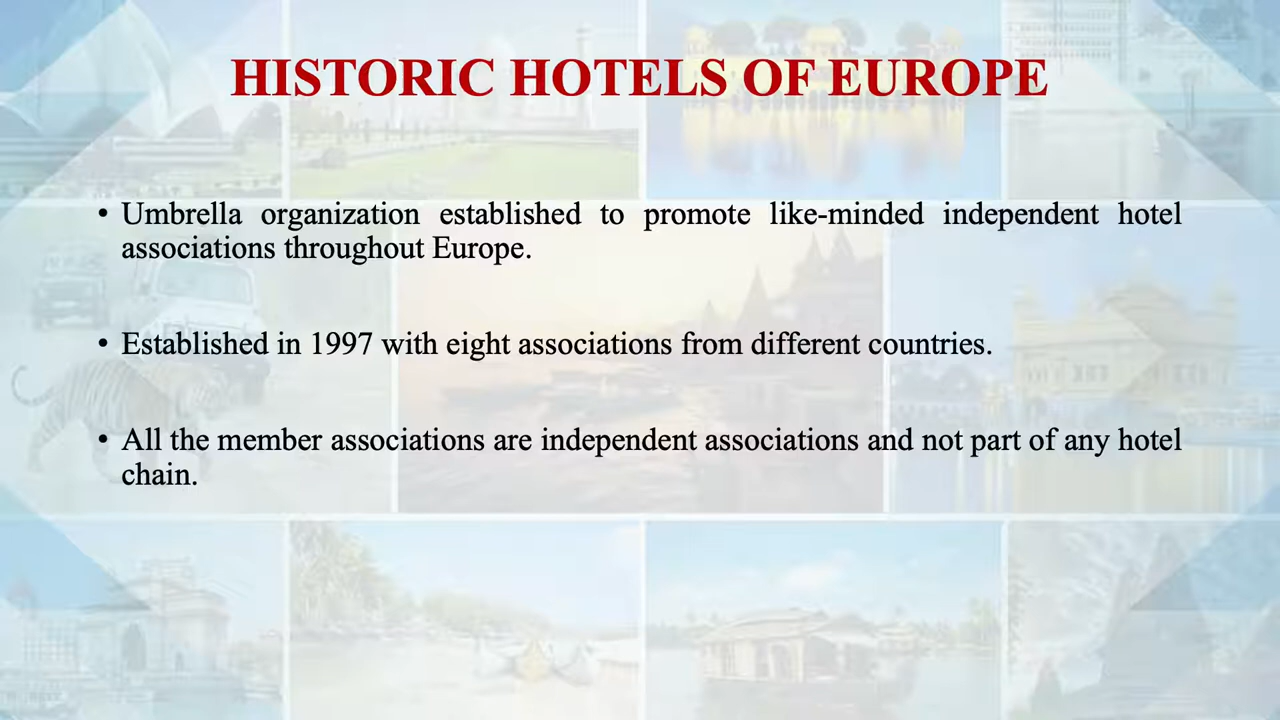 HISTORIC HOTELS OF EUROPE
• Umbrella organization established to promote like-minded independent hotel
associations throughout Europe.
• Established in 1997 with eight associations from different countries.
• All the member associations are independent associations and not part of any hotel
chain.